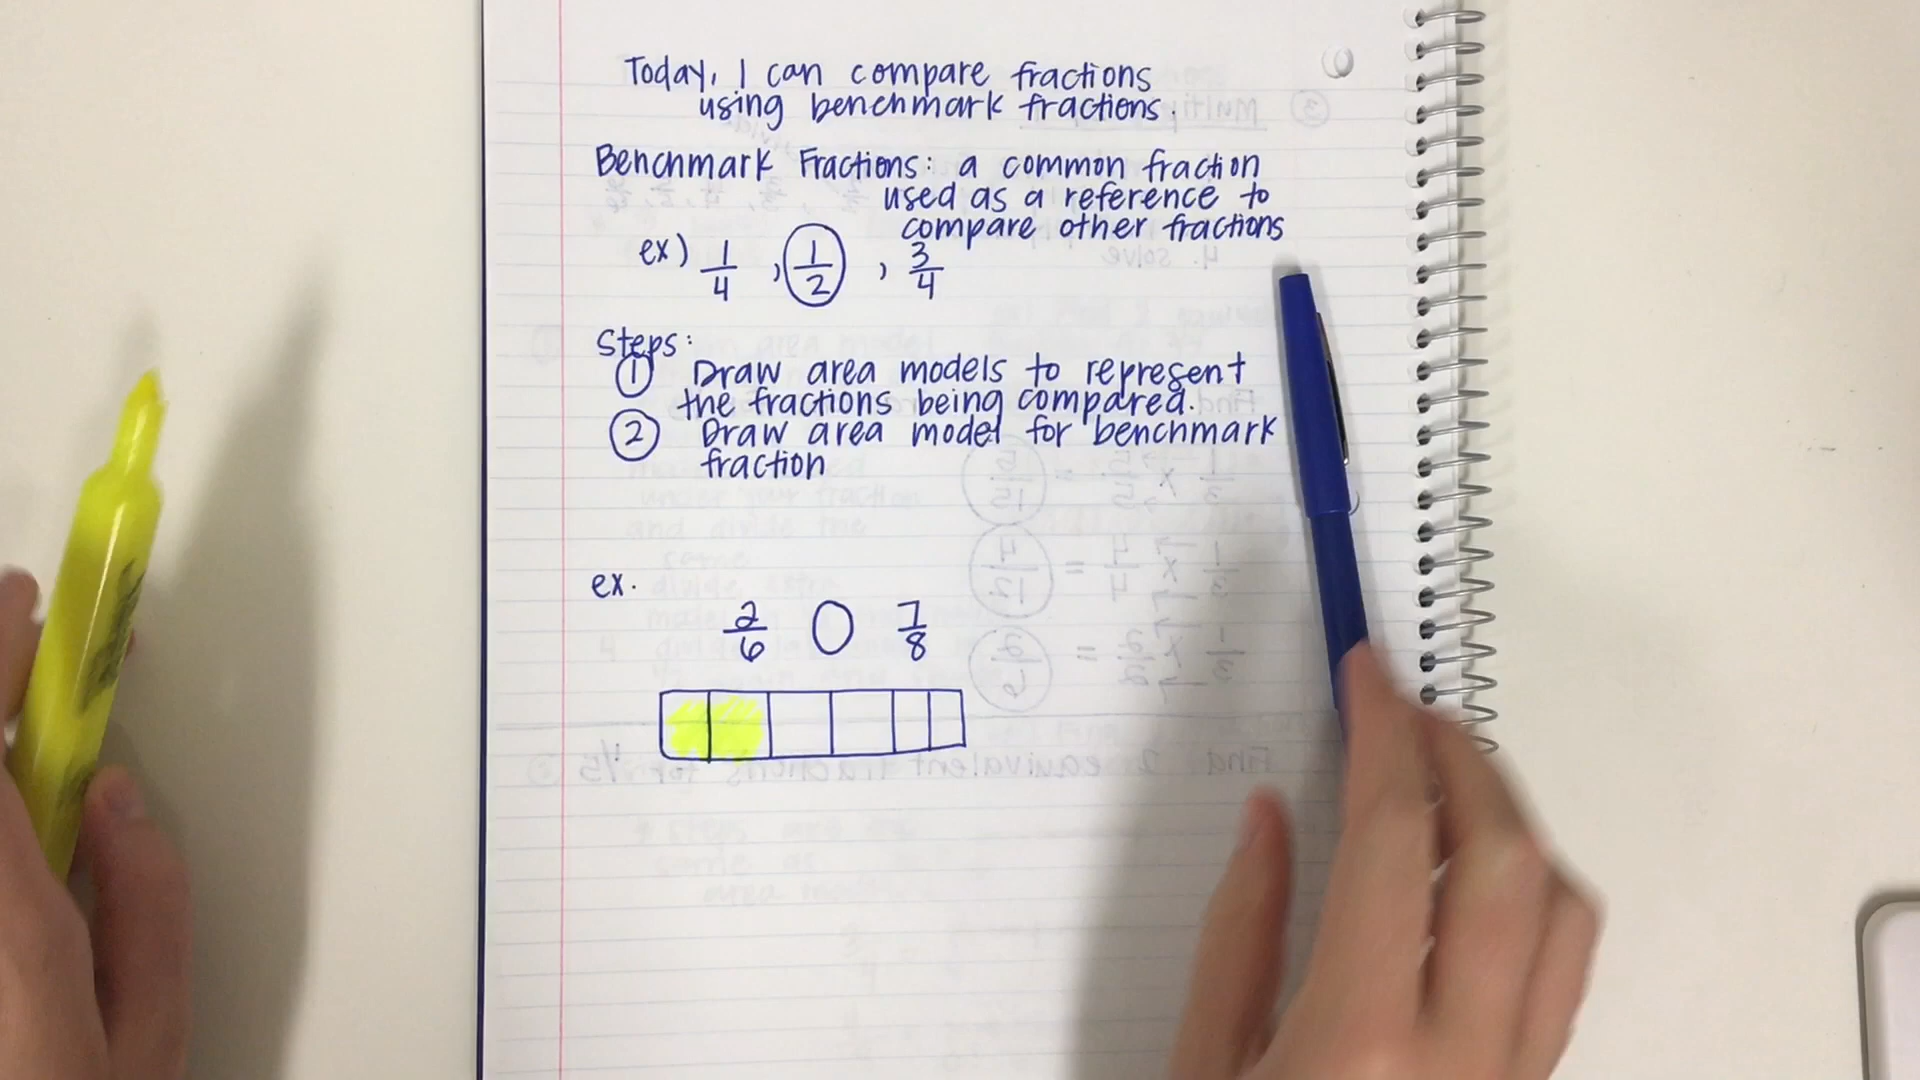 Today, I can compare fractions
using benchmark fractions.
Benchmark Fractions: a common fraction
used as a reference to
compare other fractions
ex) 1/4, 1/2, 3/4
Steps:
① Draw area models to represent
the fractions being compared.
② Draw area model for benchmark
fraction
ex.
2/6 ◯ 7/8